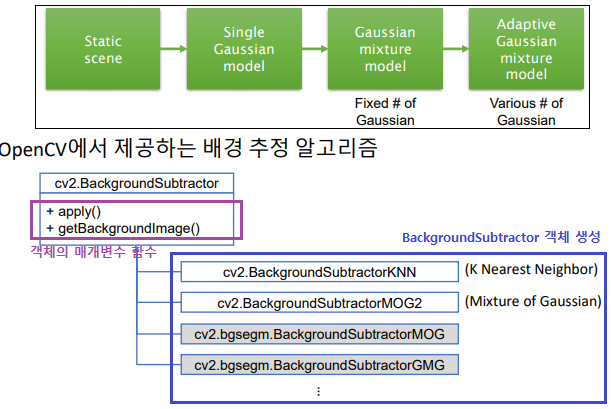 Static
scene
Single
Gaussian
model
Gaussian
mixture
model
Adaptive
Gaussian
mixture
model
Fixed # of
Gaussian
Various # of
Gaussian
OpenCV에서 제공하는 배경 추정 알고리즘
cv2.BackgroundSubtractor
+ apply()
+ getBackgroundImage()
객체의 매개변수 함수
BackgroundSubtractor 객체 생성
cv2.BackgroundSubtractorKNN (K Nearest Neighbor)
cv2.BackgroundSubtractorMOG2 (Mixture of Gaussian)
cv2.bgsegm.BackgroundSubtractorMOG
cv2.bgsegm.BackgroundSubtractorGMG
⋮